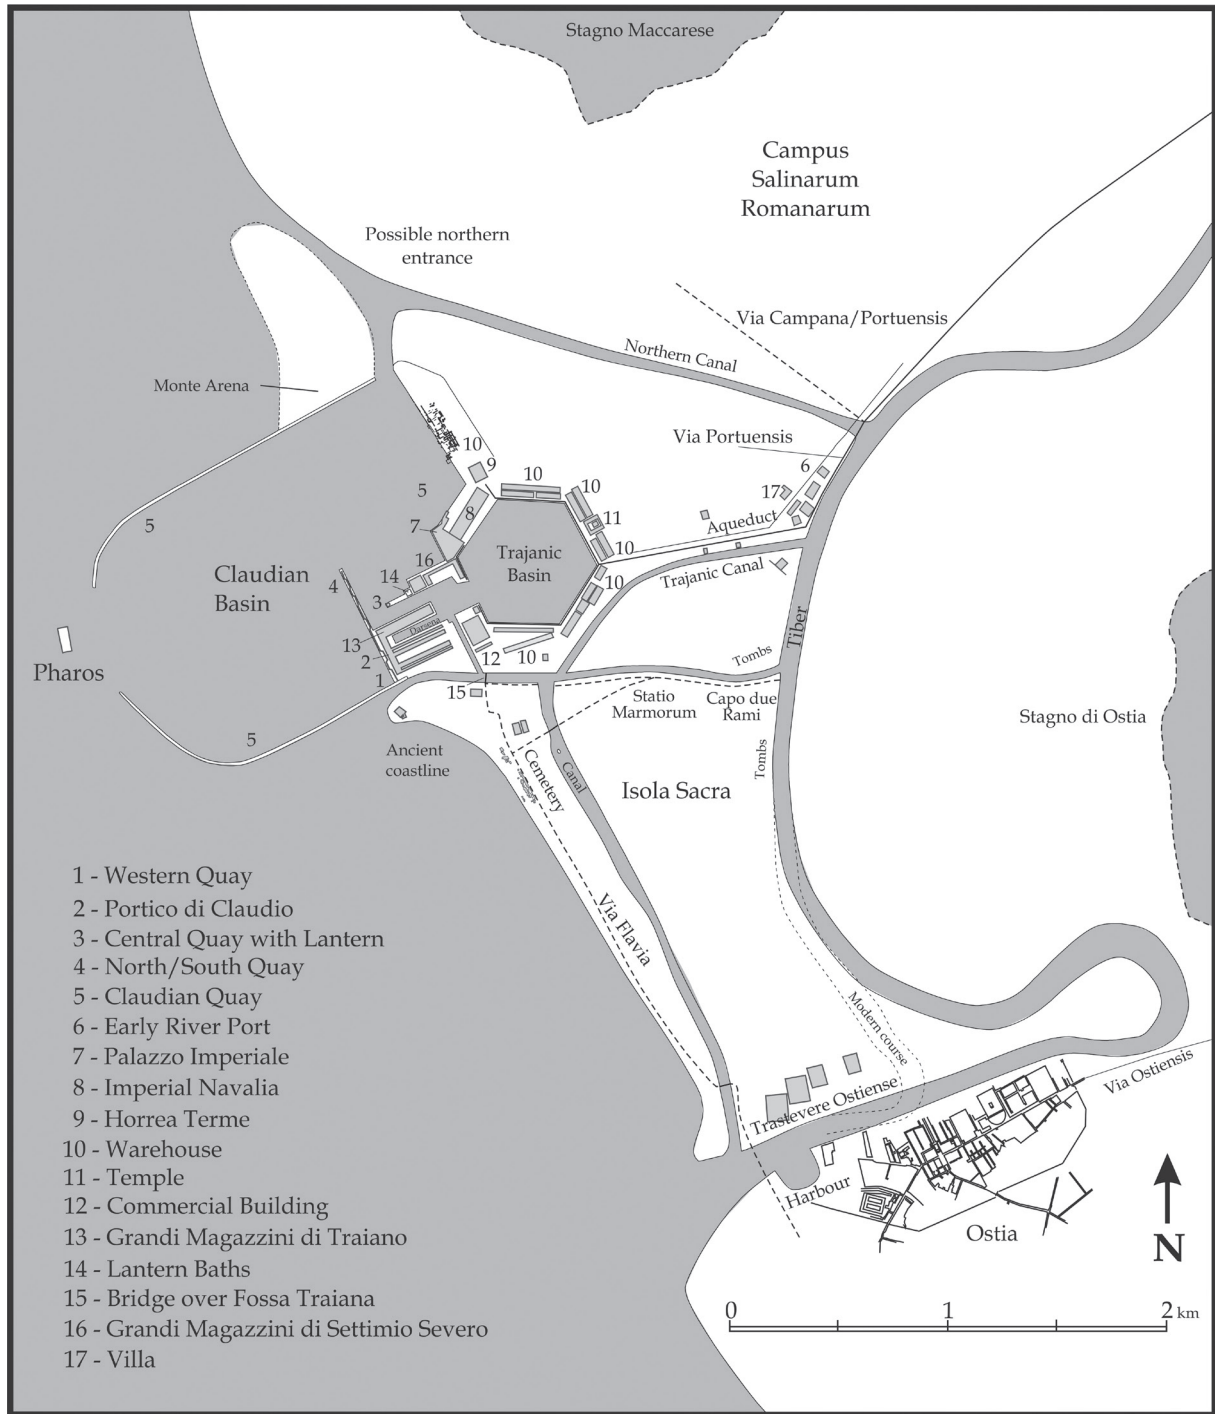 Stagno Maccarese
Campus
Salinarum
Romanarum
Possible northern
entrance
Via Campana/Portuensis
Northern Canal
Monte Arena
Via Portuensis
10
9
10
10
6
17
5
5
8
11
7
Aqueduct
10
16
Trajanic
Basin
Trajanic Canal
Claudian
Basin
14
4
3
10
Darsena
13
Tiber
Pharos
2
12
10
Tombs
1
15
Statio
Marmorum
Capo due
Rami
Stagno di Ostia
5
Ancient
coastline
Cemetery
Canal
Tombs
Isola Sacra
1 - Western Quay
2 - Portico di Claudio
3 - Central Quay with Lantern
4 - North/South Quay
5 - Claudian Quay
6 - Early River Port
7 - Palazzo Imperiale
8 - Imperial Navalia
9 - Horrea Terme
10 - Warehouse
11 - Temple
12 - Commercial Building
13 - Grandi Magazzini di Traiano
14 - Lantern Baths
15 - Bridge over Fossa Traiana
16 - Grandi Magazzini di Settimio Severo
17 - Villa
Via Flavia
Modern course
Via Ostiensis
Trastevere Ostiense
Harbour
Ostia
N
0 1 2 km